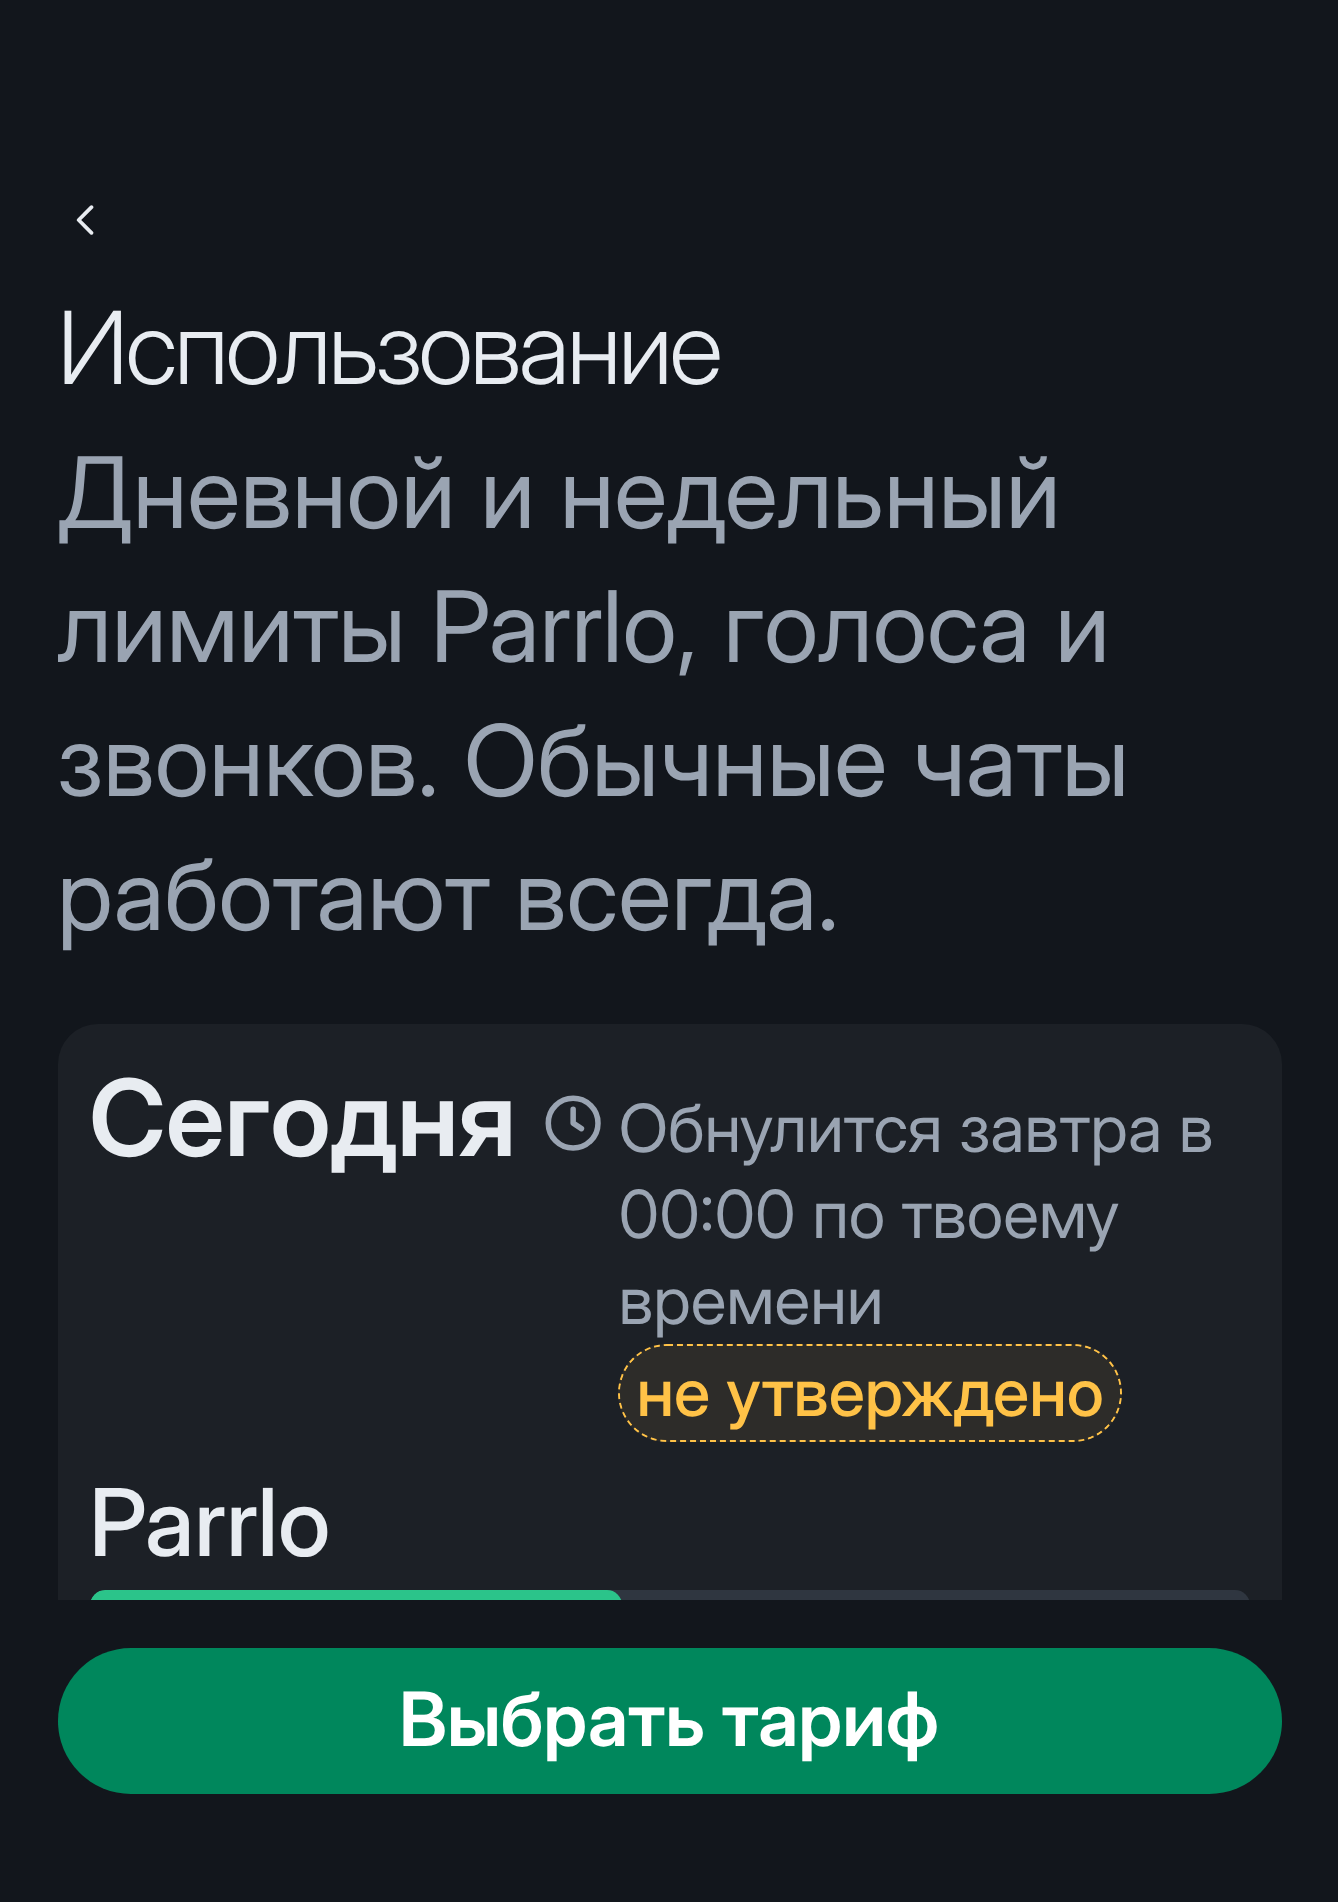 Использование
Дневной и недельный
лимиты Parrlo, голоса и
звонков. Обычные чаты
работают всегда.
Сегодня
Обнулится завтра в
00:00 по твоему
времени
не утверждено
Parrlo
Выбрать тариф